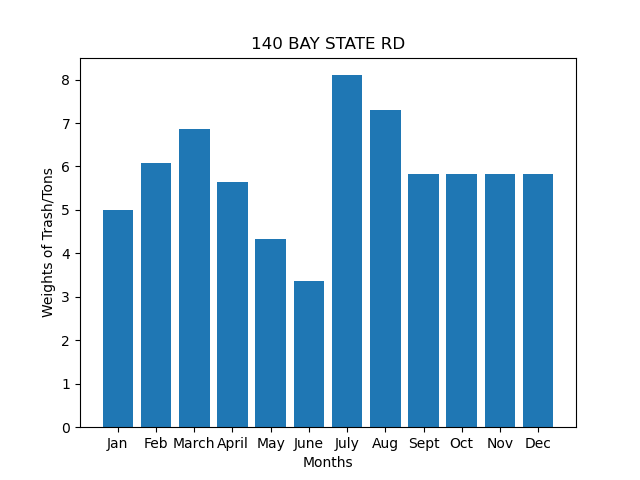 140 BAY STATE RD
Weights of Trash/Tons
8
7
6
5
4
3
2
1
0
Jan Feb March April May June July Aug Sept Oct Nov Dec
Months